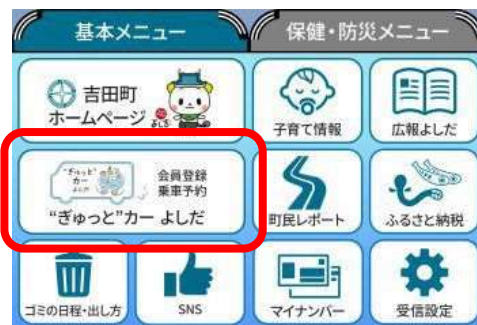 基本メニュー
保健・防災メニュー
吉田町
ホームページ
子育て情報
広報よしだ
"ぎゅっと"
カー
会員登録
乗車予約
"ぎゅっと"カー よしだ
町民レポート
ふるさと納税
ゴミの日程・出し方
SNS
マイナンバー
受信設定